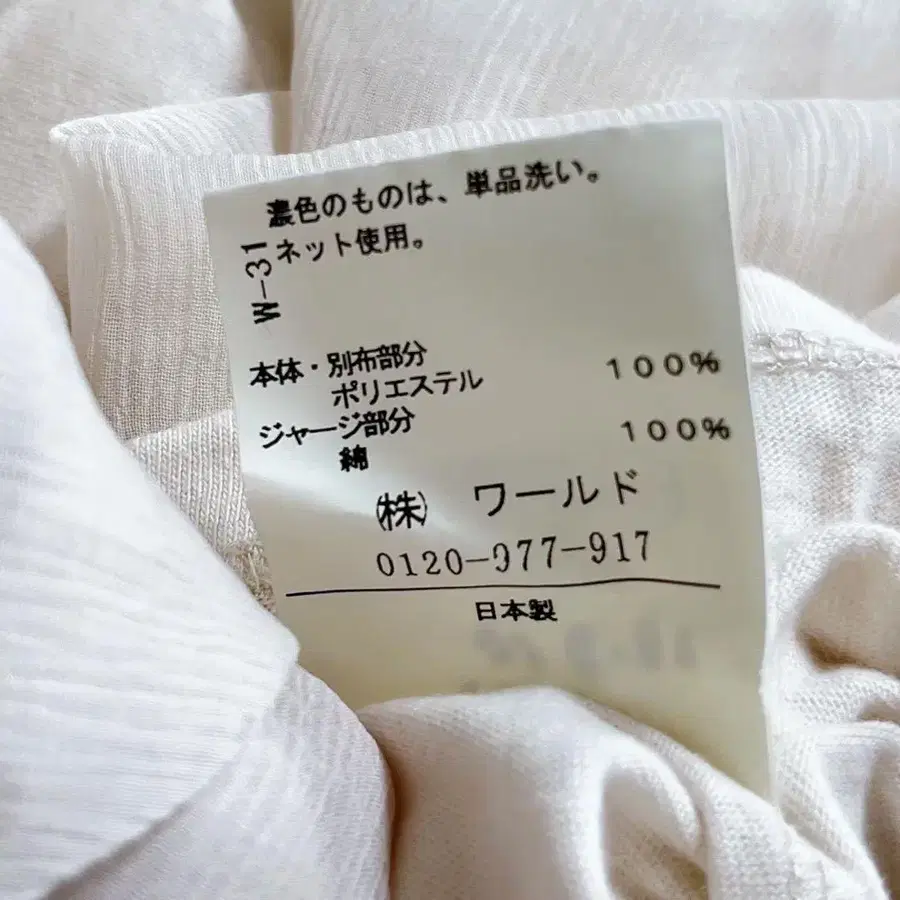 濃色のものは、単品洗い。
ネット使用。
W-31
本体・別布部分
ポリエステル 100%
ジャージ部分
綿 100%
㈱ ワールド
0120-977-917
日本製